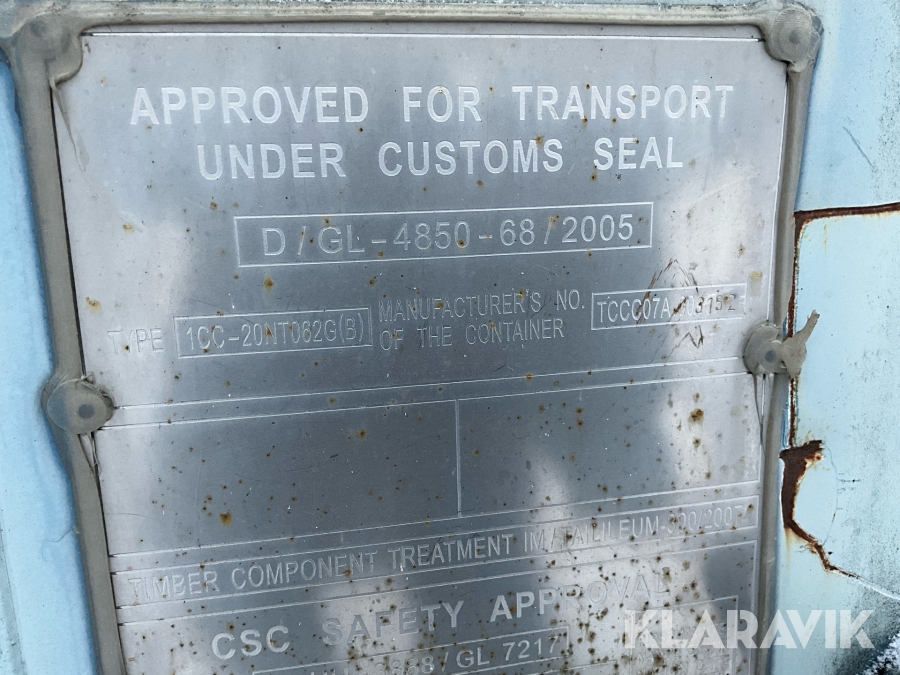 APPROVED FOR TRANSPORT
UNDER CUSTOMS SEAL
D/GL-4850-68/2005
TYPE 1CC-20NT062G(B) MANUFACTURER'S NO. OF THE CONTAINER
TIMBER COMPONENT TREATMENT
CSC SAFETY APPROVAL
/GL 7217
KLARAVIK